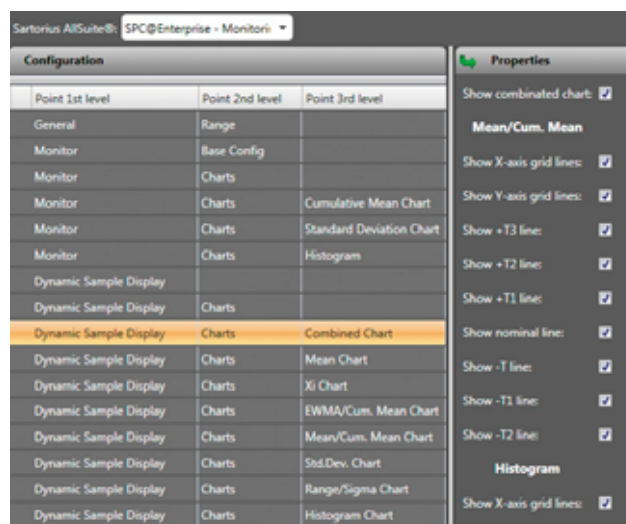 Sartorius AllSuite®: SPC@Enterprise - Monitorin
Configuration
Point 1st level Point 2nd level Point 3rd level
General Range
Monitor Base Config
Monitor Charts
Monitor Charts Cumulative Mean Chart
Monitor Charts Standard Deviation Chart
Monitor Charts Histogram
Dynamic Sample Display
Dynamic Sample Display Charts
Dynamic Sample Display Charts Combined Chart
Dynamic Sample Display Charts Mean Chart
Dynamic Sample Display Charts Xi Chart
Dynamic Sample Display Charts EWMA/Cum. Mean Chart
Dynamic Sample Display Charts Mean/Cum. Mean Chart
Dynamic Sample Display Charts Std.Dev. Chart
Dynamic Sample Display Charts Range/Sigma Chart
Dynamic Sample Display Charts Histogram Chart
Properties
Show combinated chart:
Mean/Cum. Mean
Show X-axis grid lines:
Show Y-axis grid lines:
Show +T3 line:
Show +T2 line:
Show +T1 line:
Show nominal line:
Show -T line:
Show -T1 line:
Show -T2 line:
Histogram
Show X-axis grid lines: